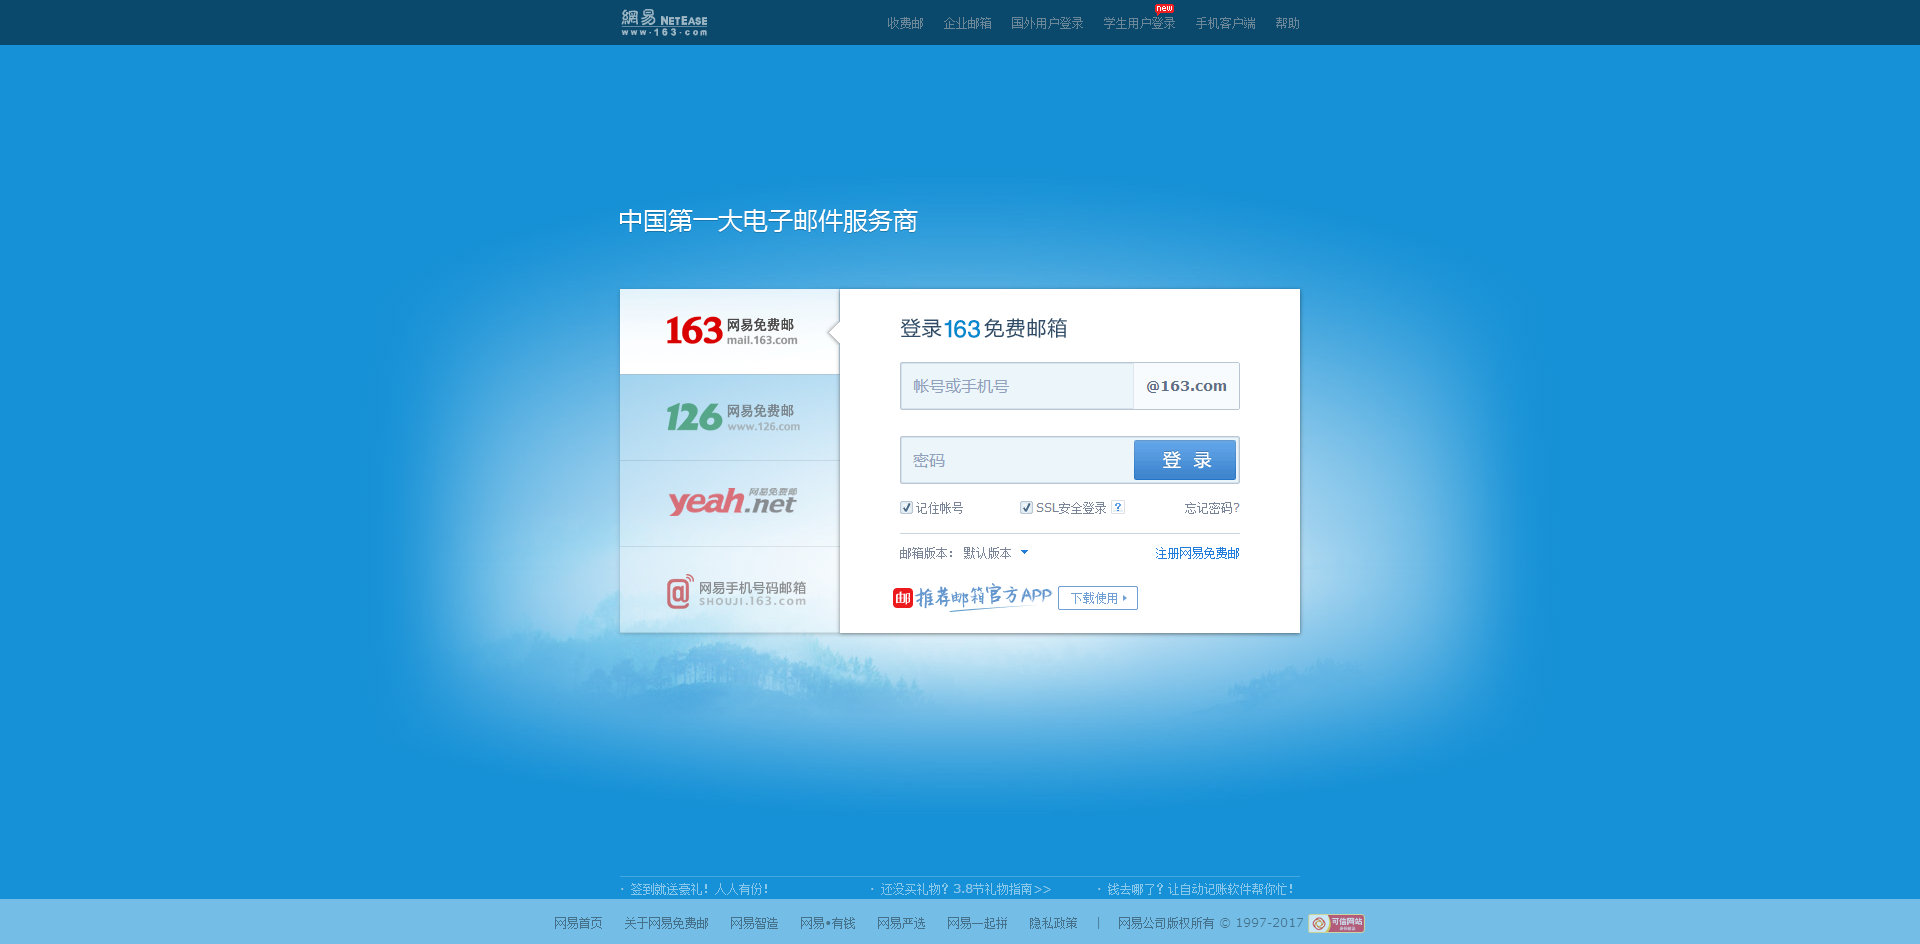 網易 NETEASE
www.163.com
收费邮 企业邮箱 国外用户登录 学生用户登录 new 手机客户端 帮助
中国第一大电子邮件服务商
163 网易免费邮
mail.163.com
126 网易免费邮
www.126.com
yeah.net 网易免费邮
网易手机号码邮箱
SHOUJI.163.com
登录163免费邮箱
帐号或手机号 @163.com
密码 登 录
记住帐号 SSL安全登录 ? 忘记密码?
邮箱版本： 默认版本 注册网易免费邮
邮 推荐邮箱官方APP 下载使用
· 签到就送豪礼！人人有份！ · 还没买礼物？3.8节礼物指南>> · 钱去哪了？让自动记账软件帮你忙！
网易首页 关于网易免费邮 网易智造 网易•有钱 网易严选 网易一起拼 隐私政策 | 网易公司版权所有 © 1997-2017 可信网站